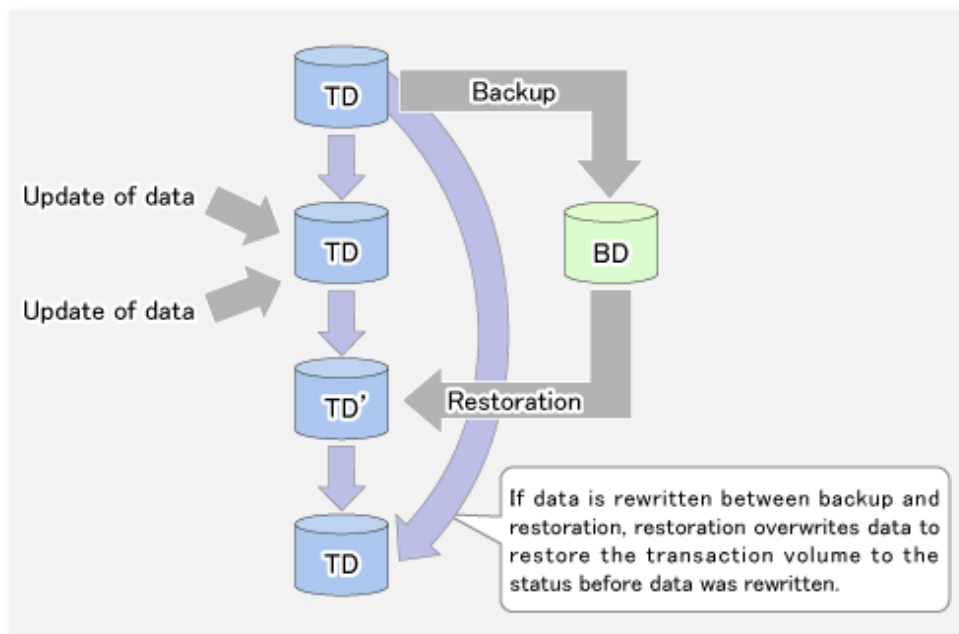 TD
Backup
Update of data
TD
BD
Update of data
TD’
Restoration
If data is rewritten between backup and
restoration, restoration overwrites data to
restore the transaction volume to the
status before data was rewritten.
TD